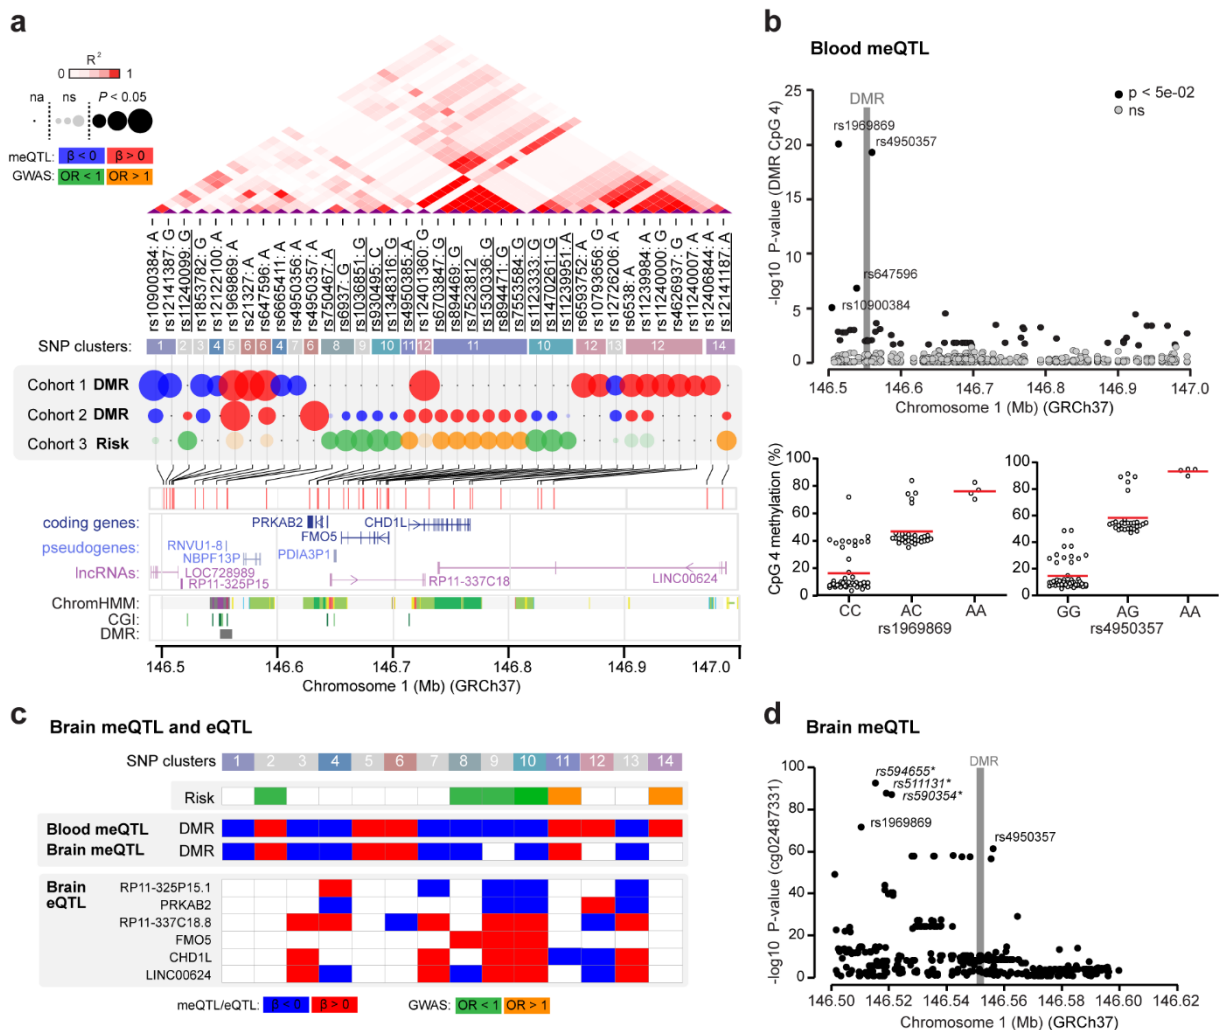 a
R²
0 1
na ns P < 0.05
meQTL: β < 0 β > 0
GWAS: OR < 1 OR > 1
rs10900384: A
rs12141387: G
rs11240099: G
rs1853782: G
rs12122100: A
rs1969869: A
rs21327: A
rs647596: A
rs6665411: A
rs4950356: A
rs4950357: A
rs750467: A
rs6937: G
rs1036851: G
rs930495: C
rs1348316: G
rs4950385: A
rs12401360: G
rs6703847: G
rs894469: G
rs7523812
rs1530336: G
rs894471: G
rs7553584: G
rs1123333: G
rs1470261: G
rs11239951: A
rs6593752: A
rs10793656: G
rs12726206: A
rs6538: A
rs11239984: A
rs11240000: G
rs4626937: G
rs11240007: A
rs12406844: A
rs12141187: A
SNP clusters: 1 2 3 4 5 6 6 4 7 6 8 9 10 11 12 11 10 12 13 12 14
Cohort 1 DMR
Cohort 2 DMR
Cohort 3 Risk
coding genes: PRKAB2 CHD1L
FMO5
pseudogenes: RNVU1-8 PDIA3P1
NBPF13P
lncRNAs: LOC728989
RP11-325P15 RP11-337C18 LINC00624
ChromHMM:
CGI:
DMR:
146.5 146.6 146.7 146.8 146.9 147.0
Chromosome 1 (Mb) (GRCh37)
b
Blood meQTL
-log10 P-value (DMR CpG 4)
25
20
15
10
5
0
DMR
p < 5e-02
ns
rs1969869
rs4950357
rs647596
rs10900384
146.5 146.6 146.7 146.8 146.9 147.0
Chromosome 1 (Mb) (GRCh37)
CpG 4 methylation (%)
100
80
60
40
20
0
CC AC AA
rs1969869
100
80
60
40
20
0
GG AG AA
rs4950357
c
Brain meQTL and eQTL
SNP clusters 1 2 3 4 5 6 7 8 9 10 11 12 13 14
Risk
Blood meQTL DMR
Brain meQTL DMR
Brain eQTL
RP11-325P15.1
PRKAB2
RP11-337C18.8
FMO5
CHD1L
LINC00624
meQTL/eQTL: β < 0 β > 0 GWAS: OR < 1 OR > 1
d
Brain meQTL
-log10 P-value (cg02487331)
100
80
60
40
20
0
DMR
rs594655*
rs511131*
rs590354*
rs1969869
rs4950357
146.50 146.52 146.54 146.56 146.58 146.60 146.62
Chromosome 1 (Mb) (GRCh37)